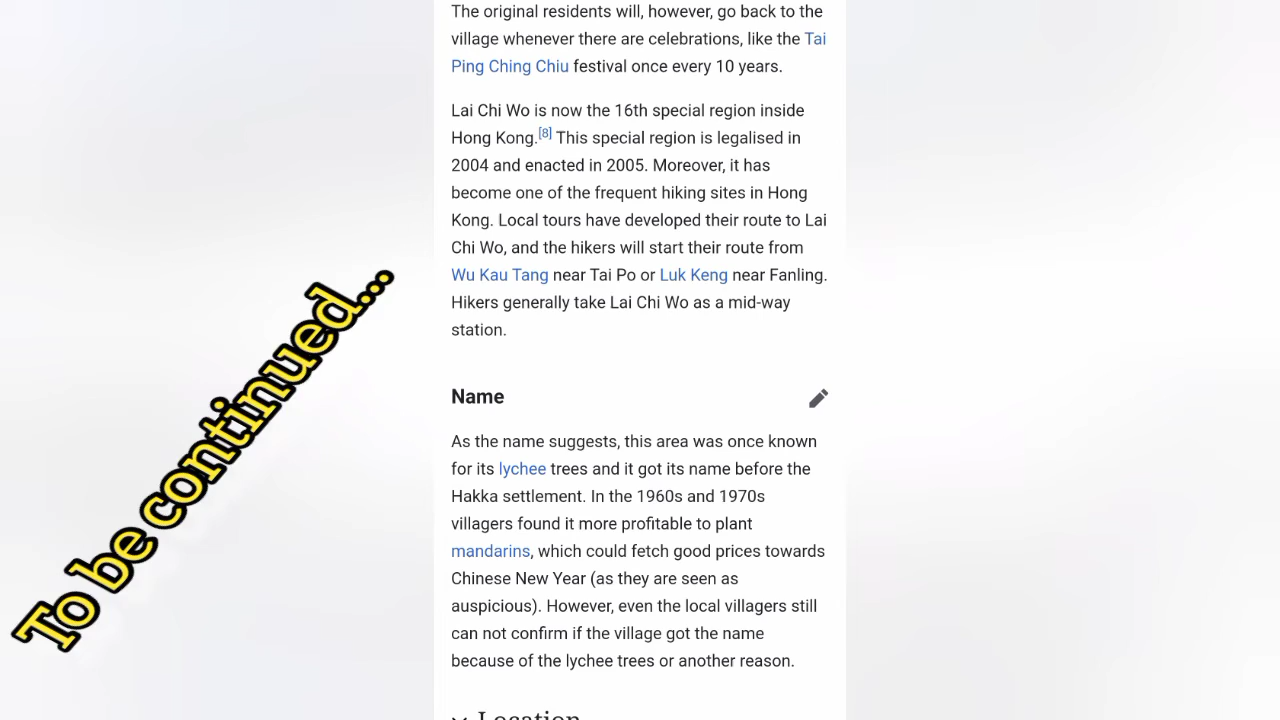 The original residents will, however, go back to the
village whenever there are celebrations, like the Tai
Ping Ching Chiu festival once every 10 years.
Lai Chi Wo is now the 16th special region inside
Hong Kong.[8] This special region is legalised in
2004 and enacted in 2005. Moreover, it has
become one of the frequent hiking sites in Hong
Kong. Local tours have developed their route to Lai
Chi Wo, and the hikers will start their route from
Wu Kau Tang near Tai Po or Luk Keng near Fanling.
Hikers generally take Lai Chi Wo as a mid-way
station.
Name
As the name suggests, this area was once known
for its lychee trees and it got its name before the
Hakka settlement. In the 1960s and 1970s
villagers found it more profitable to plant
mandarins, which could fetch good prices towards
Chinese New Year (as they are seen as
auspicious). However, even the local villagers still
can not confirm if the village got the name
because of the lychee trees or another reason.
Location
To be continued...